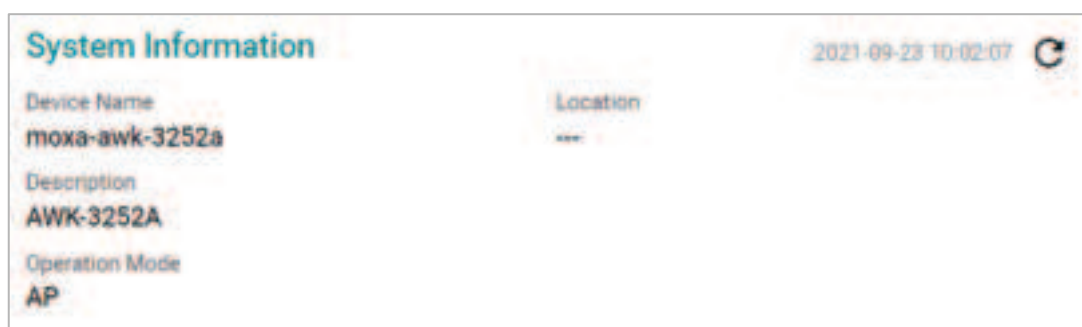 System Information
2021-09-23 10:02:07
Device Name
moxa-awk-3252a
Location
---
Description
AWK-3252A
Operation Mode
AP